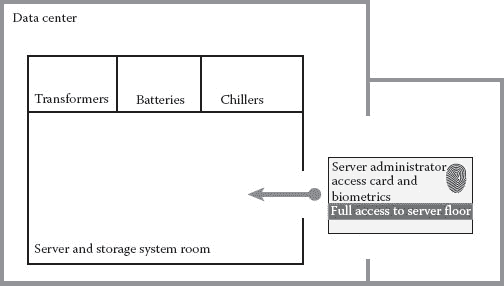 Data center
Transformers
Batteries
Chillers
Server administrator
access card and
biometrics
Full access to server floor
Server and storage system room